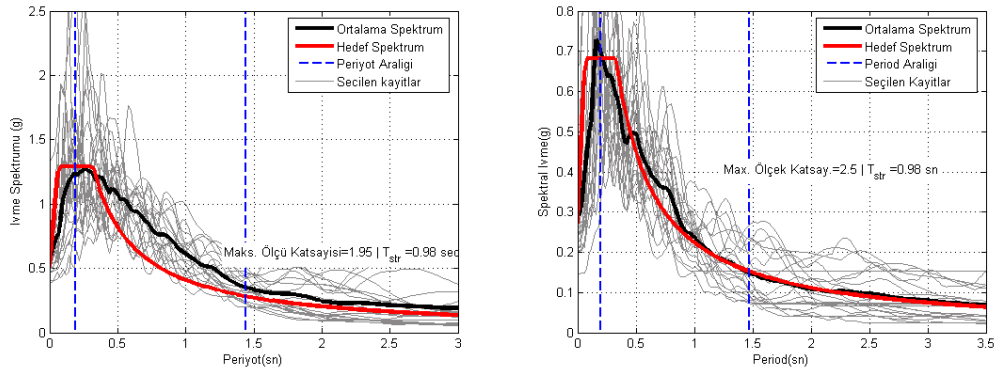 2.5
2
1.5
1
0.5
0
0
0.5
1
1.5
2
2.5
3
Ivme Spektrumu (g)
Periyot(sn)
Ortalama Spektrum
Hedef Spektrum
Periyot Araligi
Secilen kayitlar
Maks. Ölçü Katsayisi=1.95 | T_str =0.98 sec
0.8
0.7
0.6
0.5
0.4
0.3
0.2
0.1
0
0
0.5
1
1.5
2
2.5
3
3.5
Spektral Ivme(g)
Period(sn)
Ortalama Spektrum
Hedef Spektrum
Period Araligi
Seçilen Kayıtlar
Max. Ölçek Katsay.=2.5 | T_str =0.98 sn